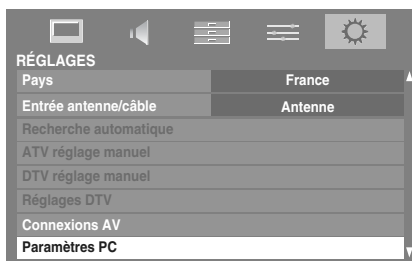 RÉGLAGES
Pays France
Entrée antenne/câble Antenne
Recherche automatique
ATV réglage manuel
DTV réglage manuel
Réglages DTV
Connexions AV
Paramètres PC